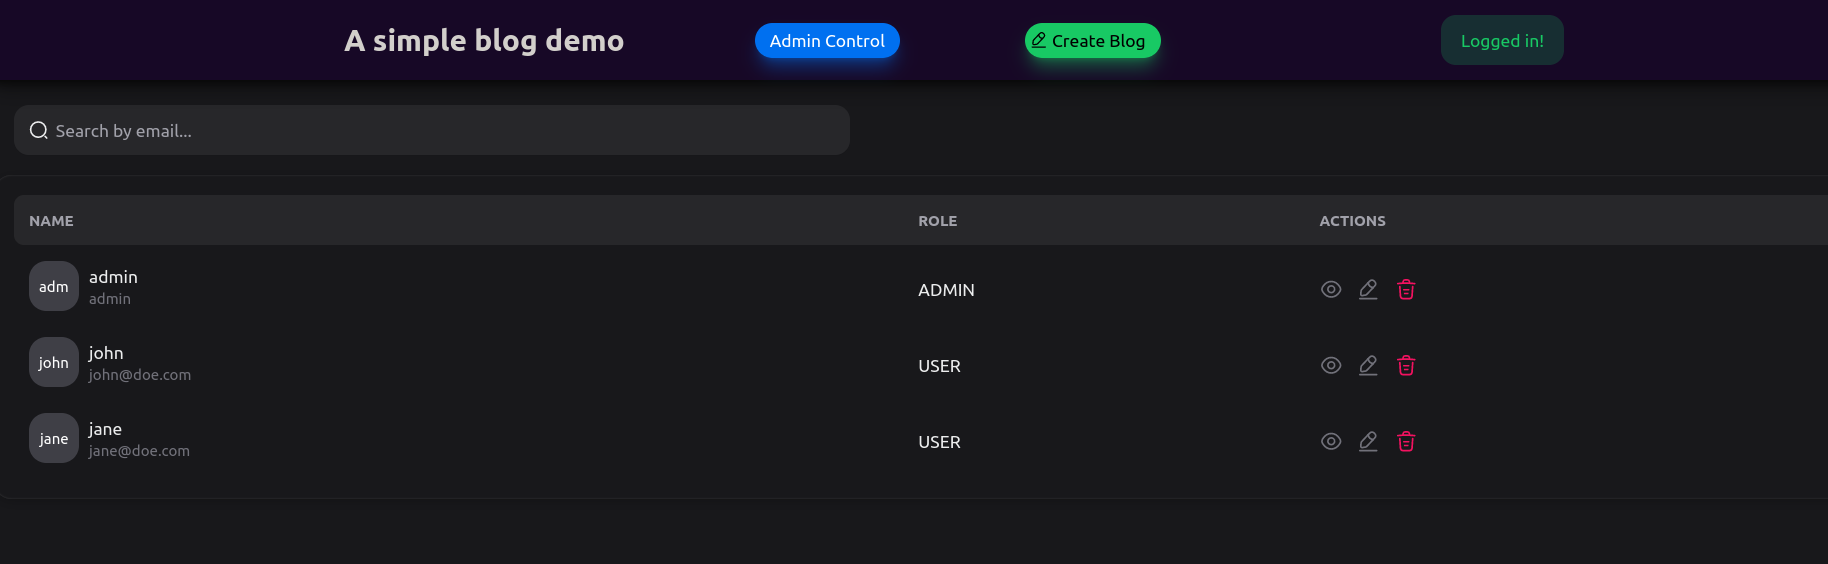 A simple blog demo
Admin Control
Create Blog
Logged in!
Search by email...
NAME ROLE ACTIONS
adm
admin
admin
ADMIN
john
john
john@doe.com
USER
jane
jane
jane@doe.com
USER